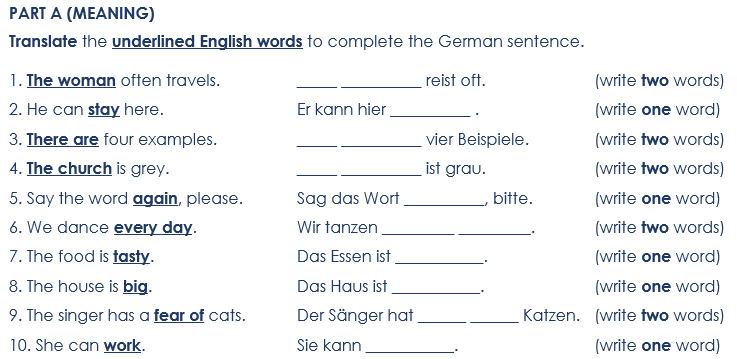 PART A (MEANING)
Translate the underlined English words to complete the German sentence.
1. The woman often travels. _____ __________ reist oft. (write two words)
2. He can stay here. Er kann hier __________ . (write one word)
3. There are four examples. _____ __________ vier Beispiele. (write two words)
4. The church is grey. _____ __________ ist grau. (write two words)
5. Say the word again, please. Sag das Wort __________, bitte. (write one word)
6. We dance every day. Wir tanzen _________ _________. (write two words)
7. The food is tasty. Das Essen ist ___________. (write one word)
8. The house is big. Das Haus ist ___________. (write one word)
9. The singer has a fear of cats. Der Sänger hat ______ ______ Katzen. (write two words)
10. She can work. Sie kann ___________. (write one word)